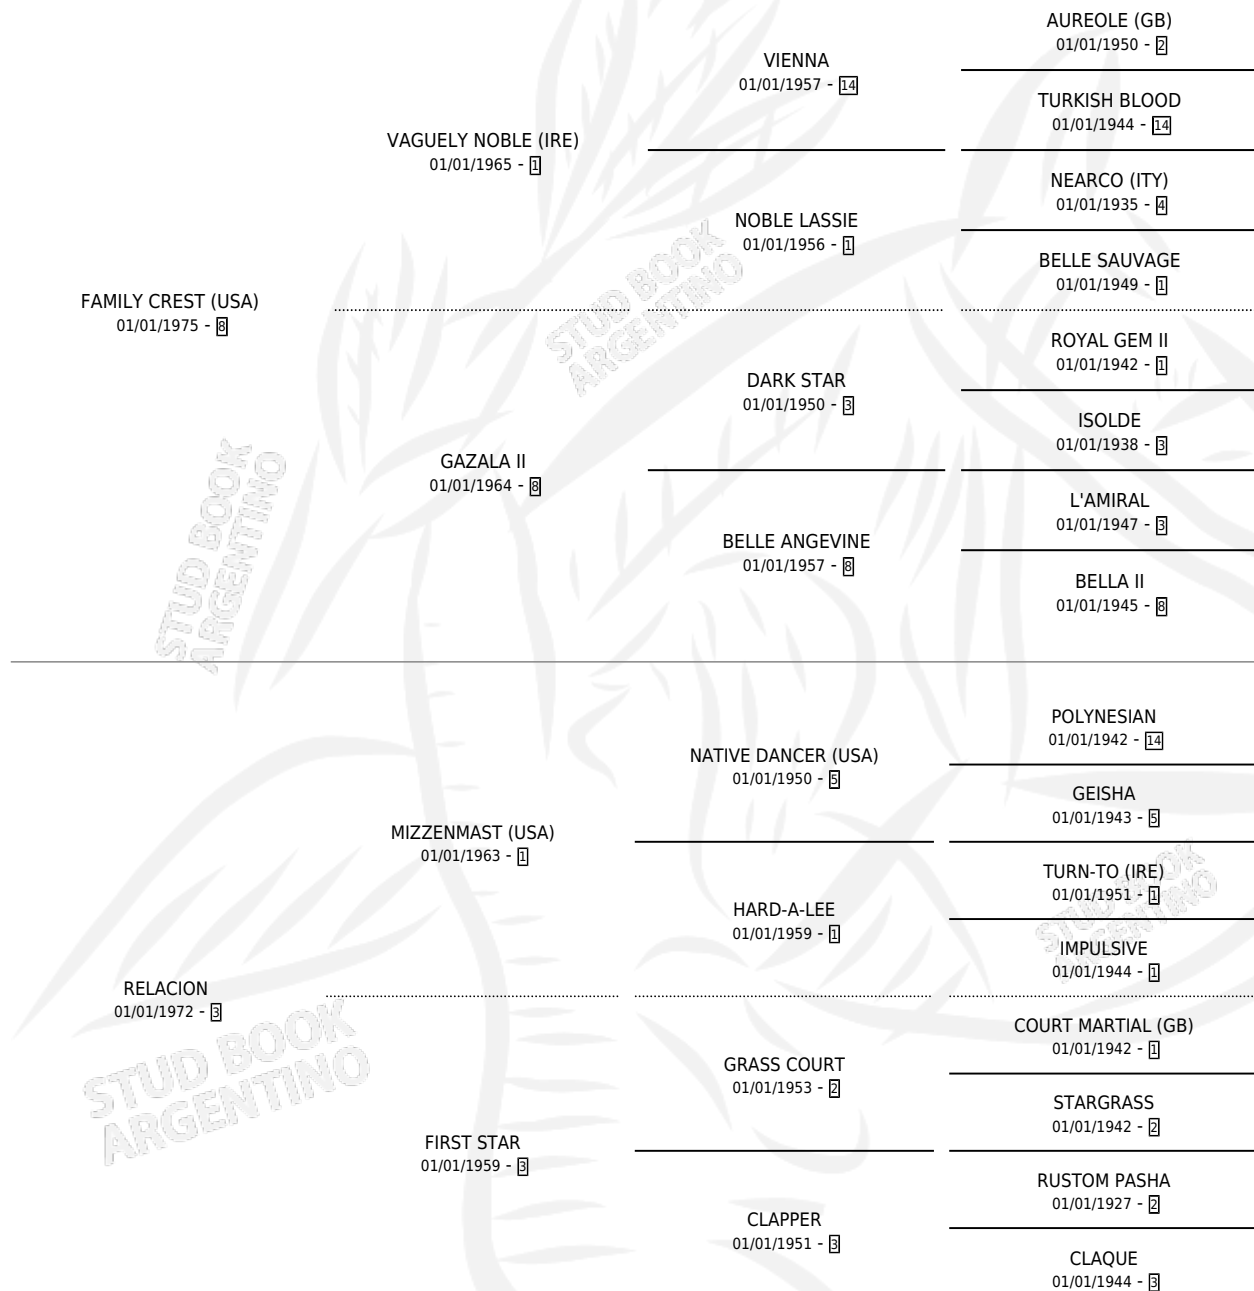 AUREOLE (GB)
01/01/1950 - 2
VIENNA
01/01/1957 - 14
TURKISH BLOOD
01/01/1944 - 14
VAGUELY NOBLE (IRE)
01/01/1965 - 1
NEARCO (ITY)
01/01/1935 - 4
NOBLE LASSIE
01/01/1956 - 1
BELLE SAUVAGE
01/01/1949 - 1
FAMILY CREST (USA)
01/01/1975 - 8
STUD BOOK
ARGENTINO
ROYAL GEM II
01/01/1942 - 1
DARK STAR
01/01/1950 - 3
ISOLDE
01/01/1938 - 3
GAZALA II
01/01/1964 - 8
L'AMIRAL
01/01/1947 - 3
BELLE ANGEVINE
01/01/1957 - 8
BELLA II
01/01/1945 - 8
STUD BOOK
ARGENTINO
POLYNESIAN
01/01/1942 - 14
NATIVE DANCER (USA)
01/01/1950 - 5
GEISHA
01/01/1943 - 5
MIZZENMAST (USA)
01/01/1963 - 1
TURN-TO (IRE)
01/01/1951 - 1
HARD-A-LEE
01/01/1959 - 1
STUD BOOK
ARGENTINO
IMPULSIVE
01/01/1944 - 1
RELACION
01/01/1972 - 3
COURT MARTIAL (GB)
01/01/1942 - 1
GRASS COURT
01/01/1953 - 2
STARGRASS
01/01/1942 - 2
STUD BOOK
ARGENTINO
FIRST STAR
01/01/1959 - 3
RUSTOM PASHA
01/01/1927 - 2
CLAPPER
01/01/1951 - 3
CLAQUE
01/01/1944 - 3